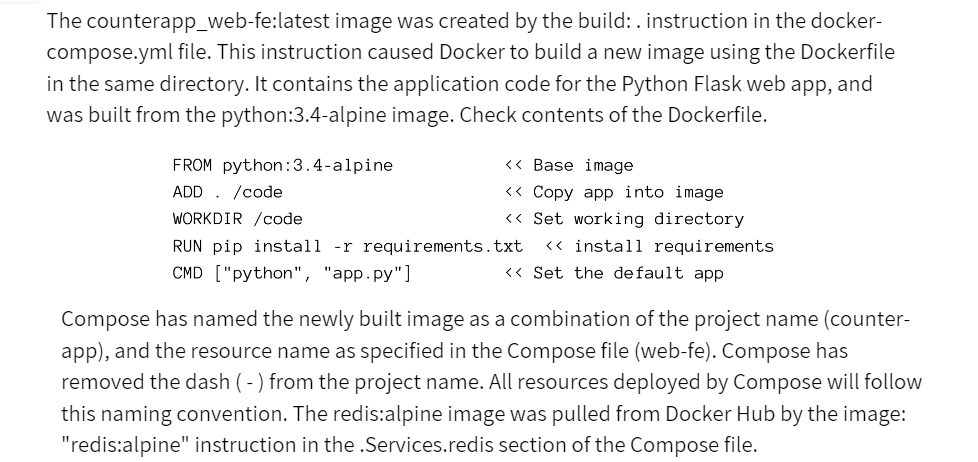 The counterapp_web-fe:latest image was created by the build: . instruction in the docker-
compose.yml file. This instruction caused Docker to build a new image using the Dockerfile
in the same directory. It contains the application code for the Python Flask web app, and
was built from the python:3.4-alpine image. Check contents of the Dockerfile.
FROM python:3.4-alpine << Base image
ADD . /code << Copy app into image
WORKDIR /code << Set working directory
RUN pip install -r requirements.txt << install requirements
CMD ["python", "app.py"] << Set the default app
Compose has named the newly built image as a combination of the project name (counter-
app), and the resource name as specified in the Compose file (web-fe). Compose has
removed the dash ( - ) from the project name. All resources deployed by Compose will follow
this naming convention. The redis:alpine image was pulled from Docker Hub by the image:
"redis:alpine" instruction in the .Services.redis section of the Compose file.